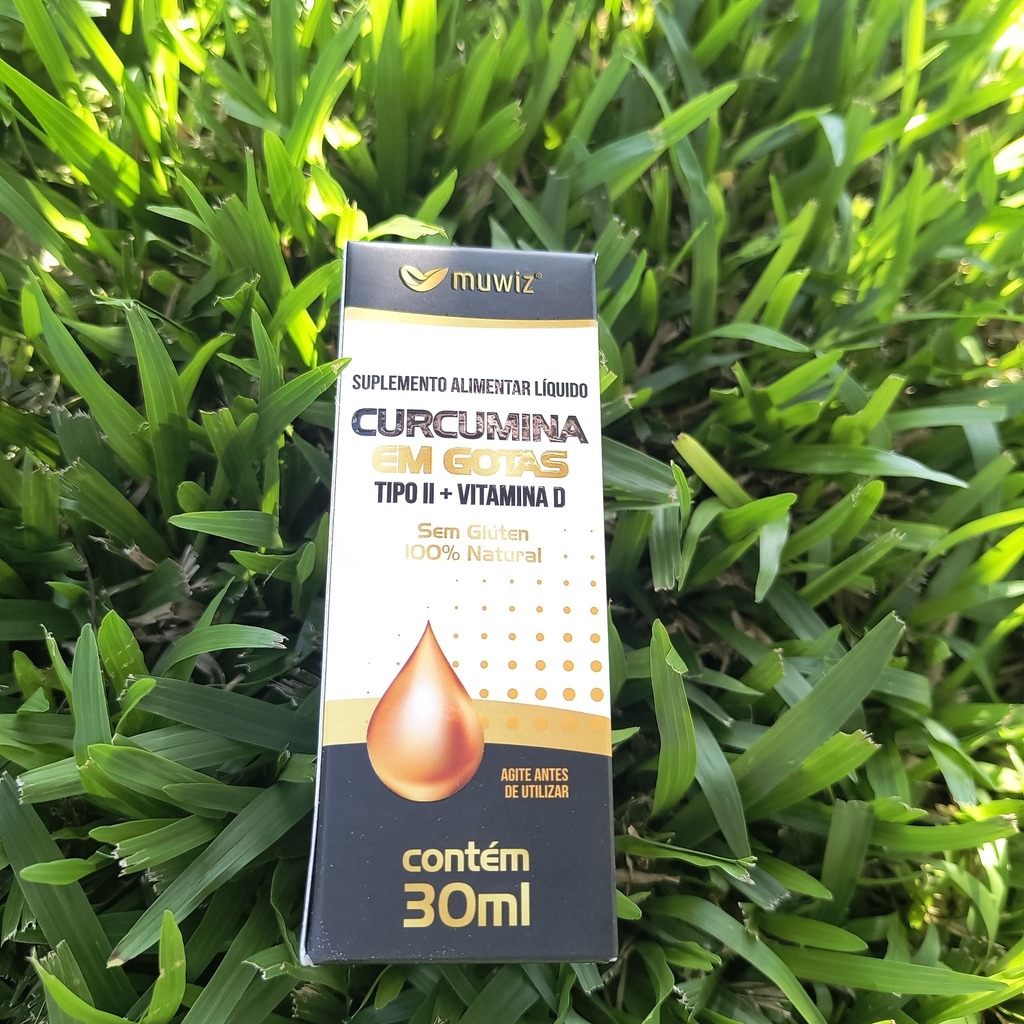 muwiz®
SUPLEMENTO ALIMENTAR LÍQUIDO
CURCUMINA
EM GOTAS
TIPO II + VITAMINA D
Sem Glúten
100% Natural
AGITE ANTES
DE UTILIZAR
contém
30ml